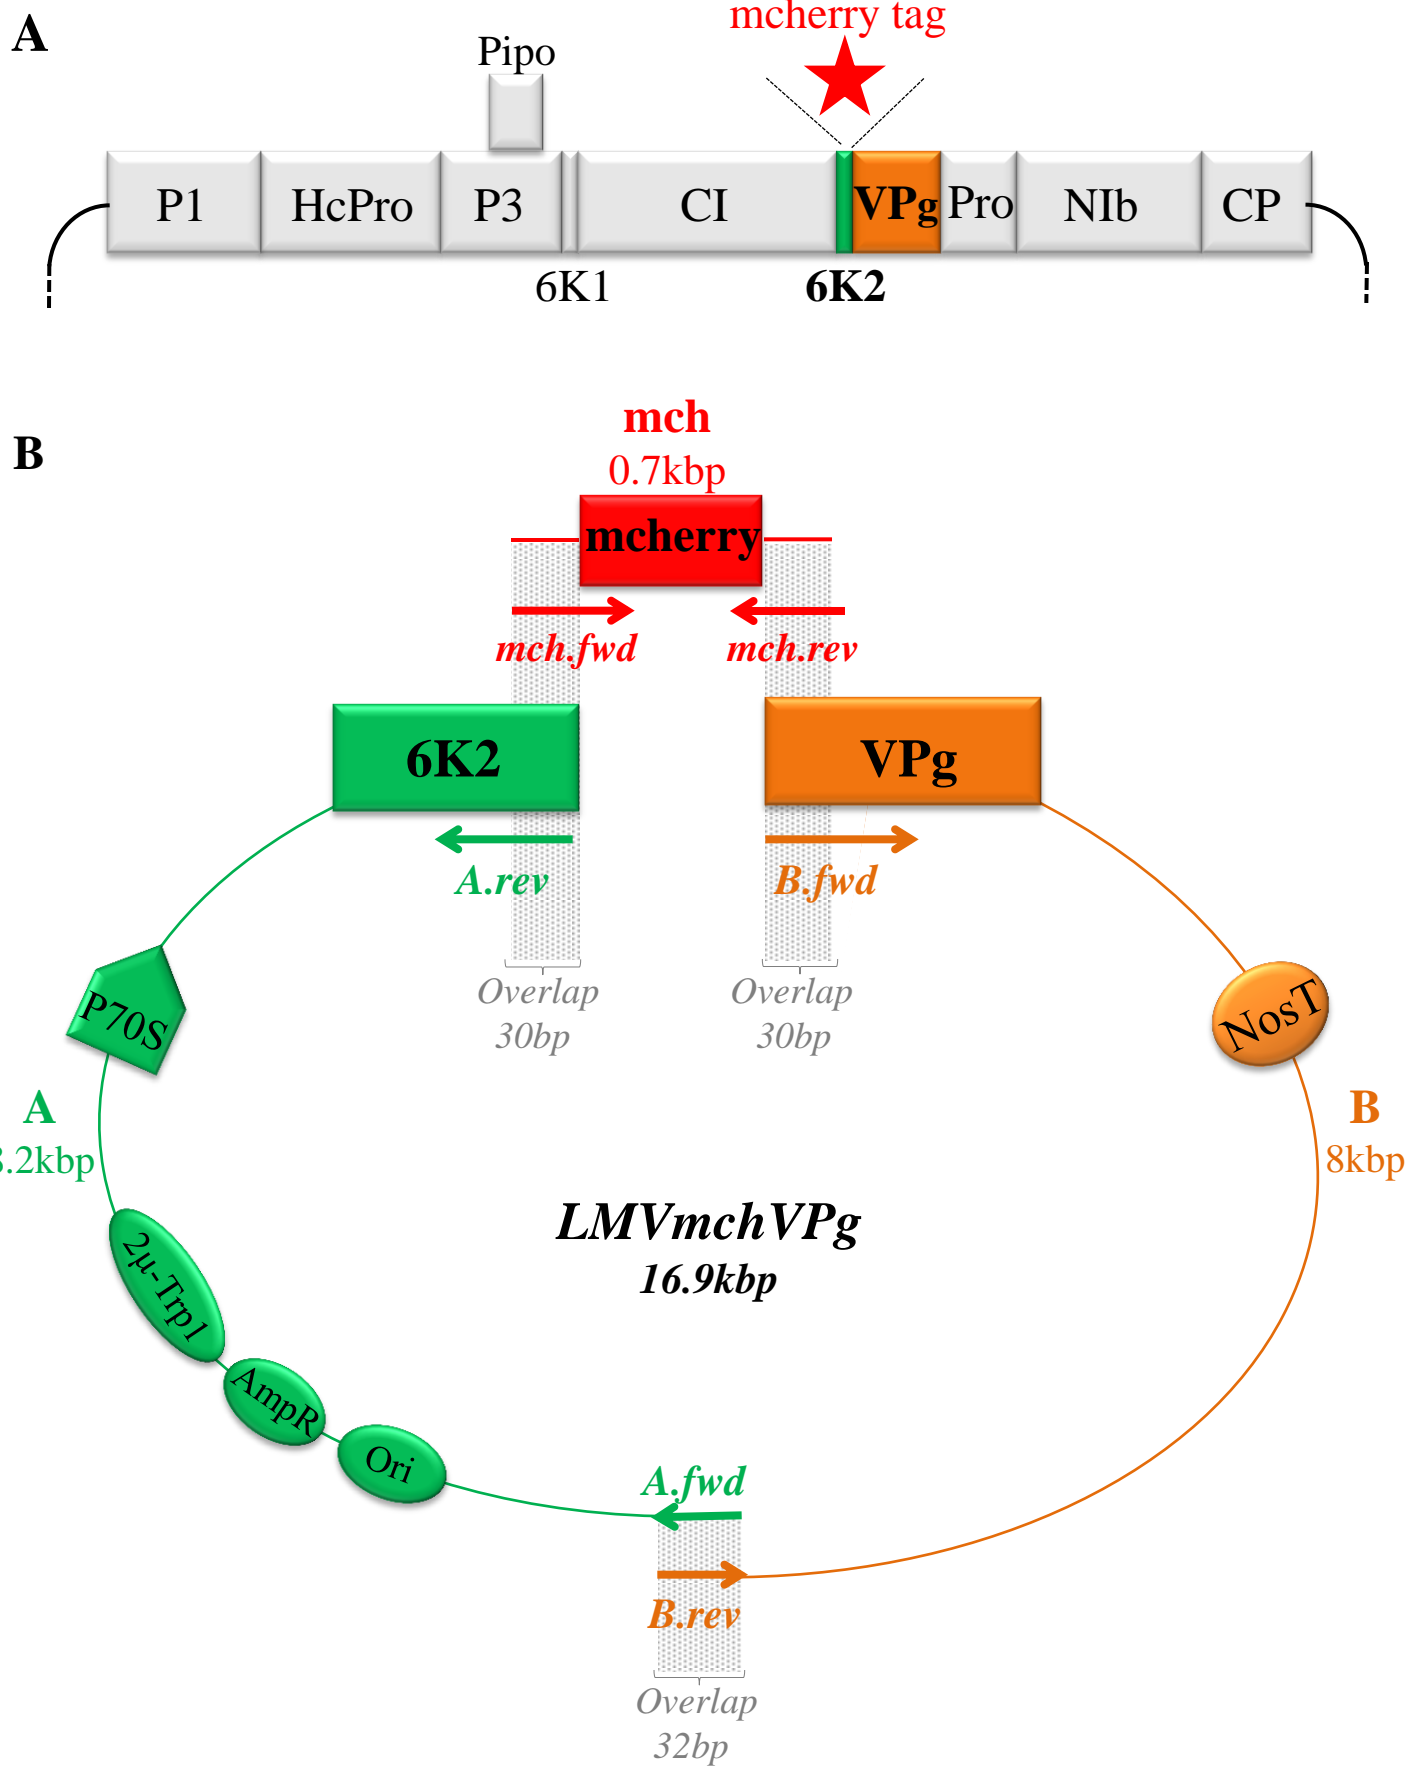 A
mcherry tag
Pipo
P1
HcPro
P3
CI
VPg
Pro
NIb
CP
6K1
6K2
B
mch
0.7kbp
mcherry
mch.fwd
mch.rev
6K2
VPg
A.rev
B.fwd
Overlap
30bp
Overlap
30bp
P70S
NosT
A
.2kbp
B
8kbp
LMVmchVPg
16.9kbp
2μ-Trp1
AmpR
Ori
A.fwd
B.rev
Overlap
32bp